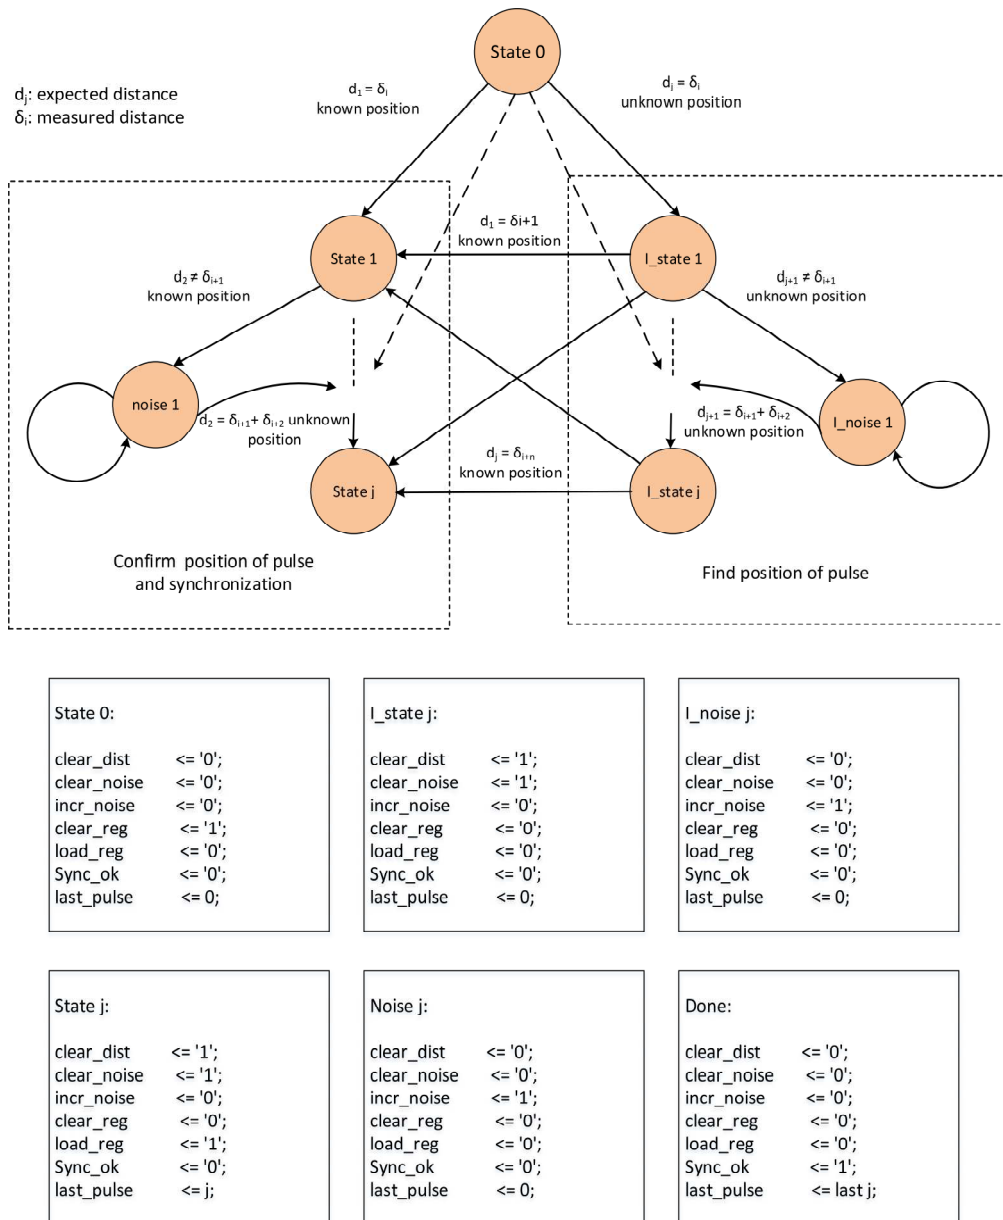 State 0
d₁ = δᵢ
known position
dⱼ = δᵢ
unknown position
dⱼ: expected distance
δᵢ: measured distance
State 1
d₁ = δi+1
known position
I_state 1
d₂ ≠ δᵢ₊₁
known position
dⱼ₊₁ ≠ δᵢ₊₁
unknown position
noise 1
d₂ = δᵢ₊₁+ δᵢ₊₂ unknown
position
dⱼ₊₁ = δᵢ₊₁+ δᵢ₊₂
unknown position
I_noise 1
State j
dⱼ = δᵢ₊ₙ
known position
I_state j
Confirm position of pulse
and synchronization
Find position of pulse
State 0:
clear_dist <= '0';
clear_noise <= '0';
incr_noise <= '0';
clear_reg <= '1';
load_reg <= '0';
Sync_ok <= '0';
last_pulse <= 0;
I_state j:
clear_dist <= '1';
clear_noise <= '1';
incr_noise <= '0';
clear_reg <= '0';
load_reg <= '0';
Sync_ok <= '0';
last_pulse <= 0;
I_noise j:
clear_dist <= '0';
clear_noise <= '0';
incr_noise <= '1';
clear_reg <= '0';
load_reg <= '0';
Sync_ok <= '0';
last_pulse <= 0;
State j:
clear_dist <= '1';
clear_noise <= '1';
incr_noise <= '0';
clear_reg <= '0';
load_reg <= '1';
Sync_ok <= '0';
last_pulse <= j;
Noise j:
clear_dist <= '0';
clear_noise <= '0';
incr_noise <= '1';
clear_reg <= '0';
load_reg <= '0';
Sync_ok <= '0';
last_pulse <= 0;
Done:
clear_dist <= '0';
clear_noise <= '0';
incr_noise <= '0';
clear_reg <= '0';
load_reg <= '0';
Sync_ok <= '1';
last_pulse <= last j;